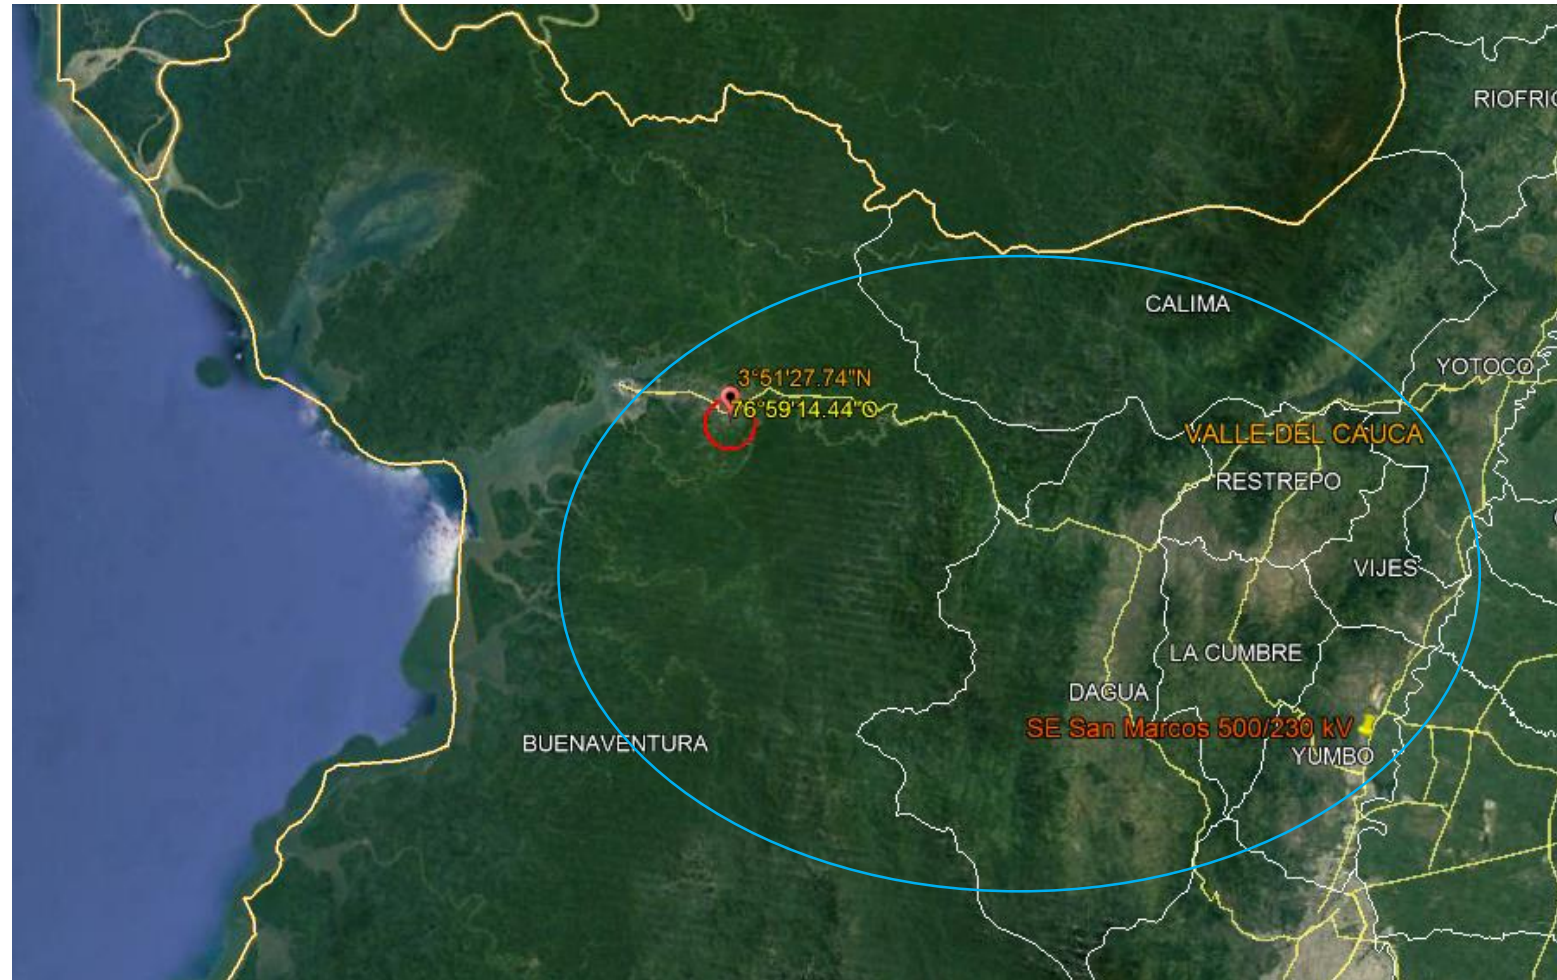 RIOFRIO
CALIMA
YOTOCO
3°51'27.74"N
76°59'14.44"O
VALLE DEL CAUCA
RESTREPO
VIJES
LA CUMBRE
DAGUA
SE San Marcos 500/230 kV
BUENAVENTURA
YUMBO